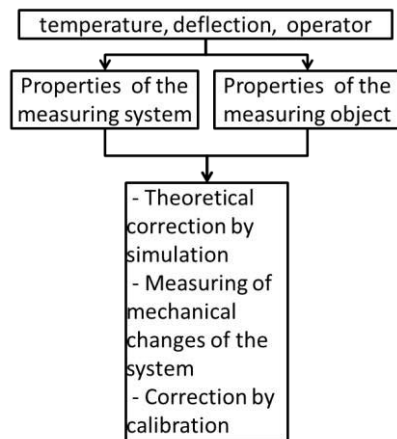 temperature, deflection, operator
Properties of the
measuring system
Properties of the
measuring object
- Theoretical
correction by
simulation
- Measuring of
mechanical
changes of the
system
- Correction by
calibration